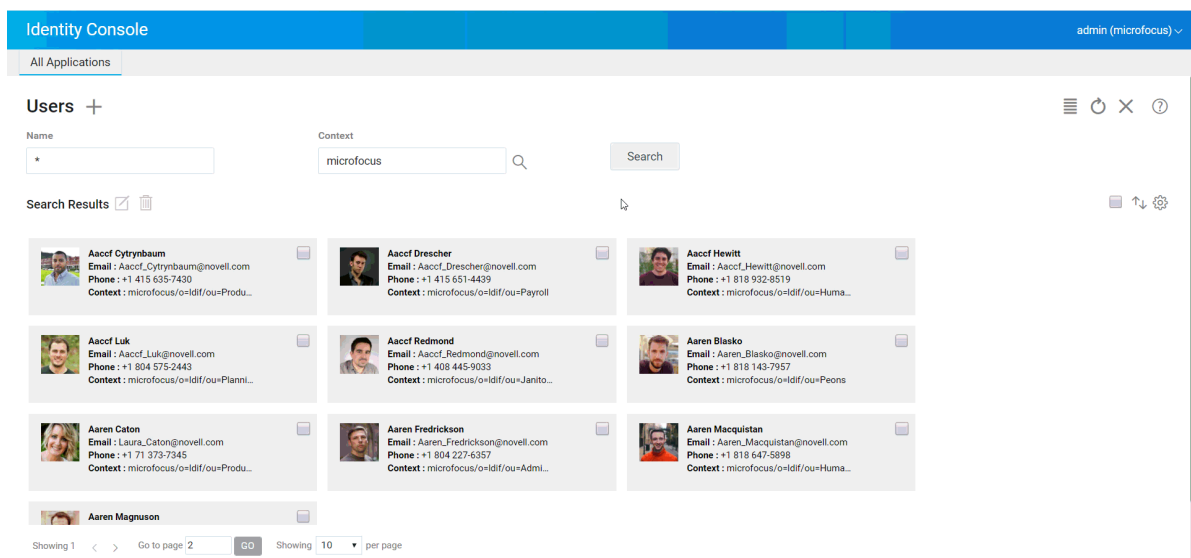 Identity Console
admin (microfocus)
All Applications
Users
Name
Context
*
microfocus
Search
Search Results
Aaccf Cytrynbaum
Email : Aaccf_Cytrynbaum@novell.com
Phone : +1 415 635-7430
Context : microfocus/o=ldif/ou=Produ...
Aaccf Drescher
Email : Aaccf_Drescher@novell.com
Phone : +1 415 651-4439
Context : microfocus/o=ldif/ou=Payroll
Aaccf Hewitt
Email : Aaccf_Hewitt@novell.com
Phone : +1 818 932-8519
Context : microfocus/o=ldif/ou=Huma...
Aaccf Luk
Email : Aaccf_Luk@novell.com
Phone : +1 804 575-2443
Context : microfocus/o=ldif/ou=Planni...
Aaccf Redmond
Email : Aaccf_Redmond@novell.com
Phone : +1 408 445-9033
Context : microfocus/o=ldif/ou=Janito...
Aaren Blasko
Email : Aaren_Blasko@novell.com
Phone : +1 818 143-7957
Context : microfocus/o=ldif/ou=Peons
Aaren Caton
Email : Laura_Caton@novell.com
Phone : +1 71 373-7345
Context : microfocus/o=ldif/ou=Produ...
Aaren Fredrickson
Email : Aaren_Fredrickson@novell.com
Phone : +1 804 227-6357
Context : microfocus/o=ldif/ou=Admi...
Aaren Macquistan
Email : Aaren_Macquistan@novell.com
Phone : +1 818 647-5898
Context : microfocus/o=ldif/ou=Huma...
Aaren Magnuson
Showing 1 < > Go to page 2 GO Showing 10 per page